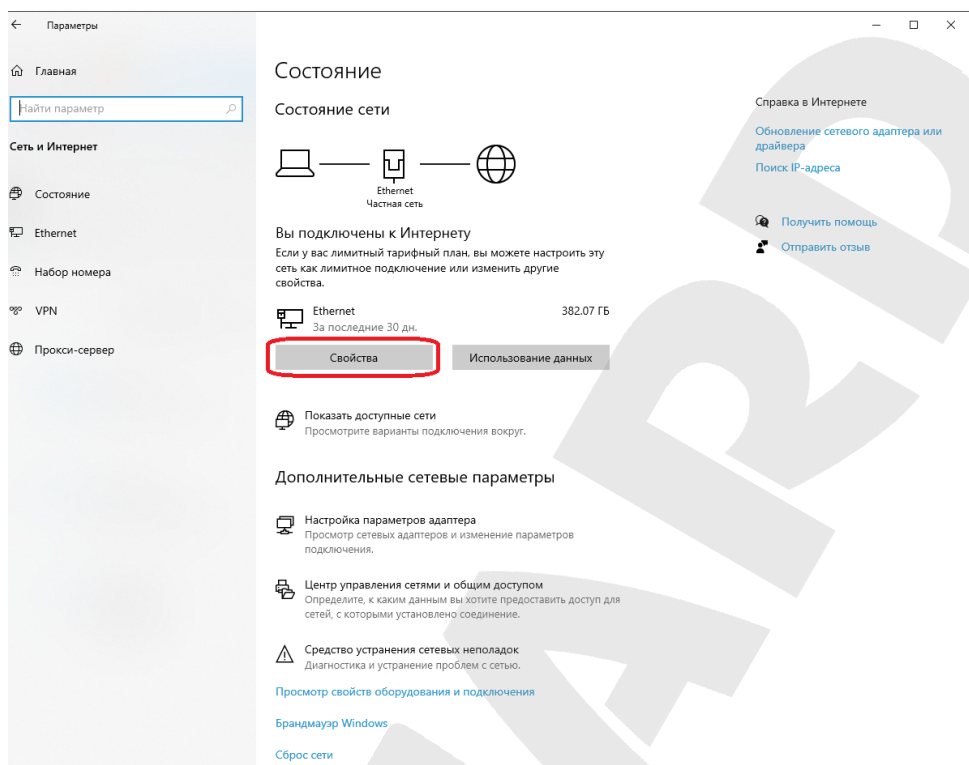 Параметры
Главная
Найти параметр
Сеть и Интернет
Состояние
Ethernet
Набор номера
VPN
Прокси-сервер
Состояние
Состояние сети
Ethernet
Частная сеть
Вы подключены к Интернету
Если у вас лимитный тарифный план, вы можете настроить эту
сеть как лимитное подключение или изменить другие
свойства.
Ethernet 382.07 ГБ
За последние 30 дн.
Свойства Использование данных
Показать доступные сети
Просмотрите варианты подключения вокруг.
Дополнительные сетевые параметры
Настройка параметров адаптера
Просмотр сетевых адаптеров и изменение параметров
подключения.
Центр управления сетями и общим доступом
Определите, к каким данным вы хотите предоставить доступ для
сетей, с которыми установлено соединение.
Средство устранения сетевых неполадок
Диагностика и устранение проблем с сетью.
Просмотр свойств оборудования и подключения
Брандмауэр Windows
Сброс сети
Справка в Интернете
Обновление сетевого адаптера или
драйвера
Поиск IP-адреса
Получить помощь
Отправить отзыв
ARD